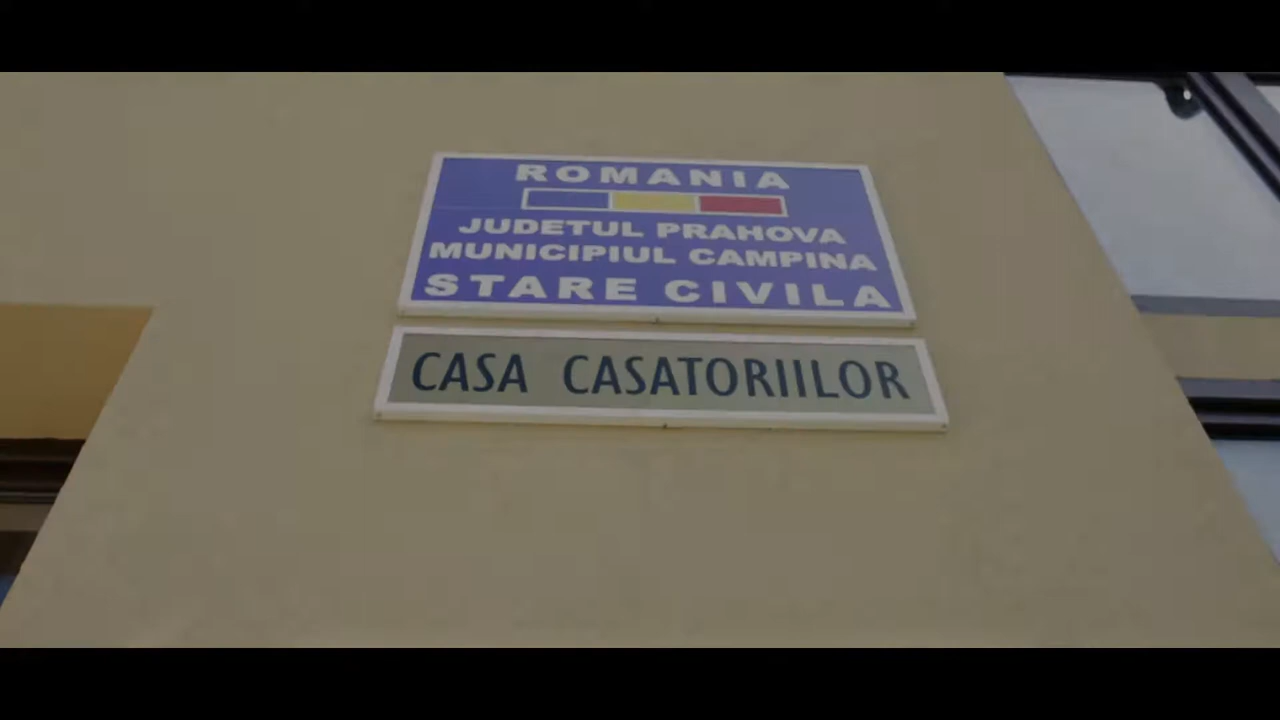 ROMANIA
JUDETUL PRAHOVA
MUNICIPIUL CAMPINA
STARE CIVILA
CASA CASATORIILOR